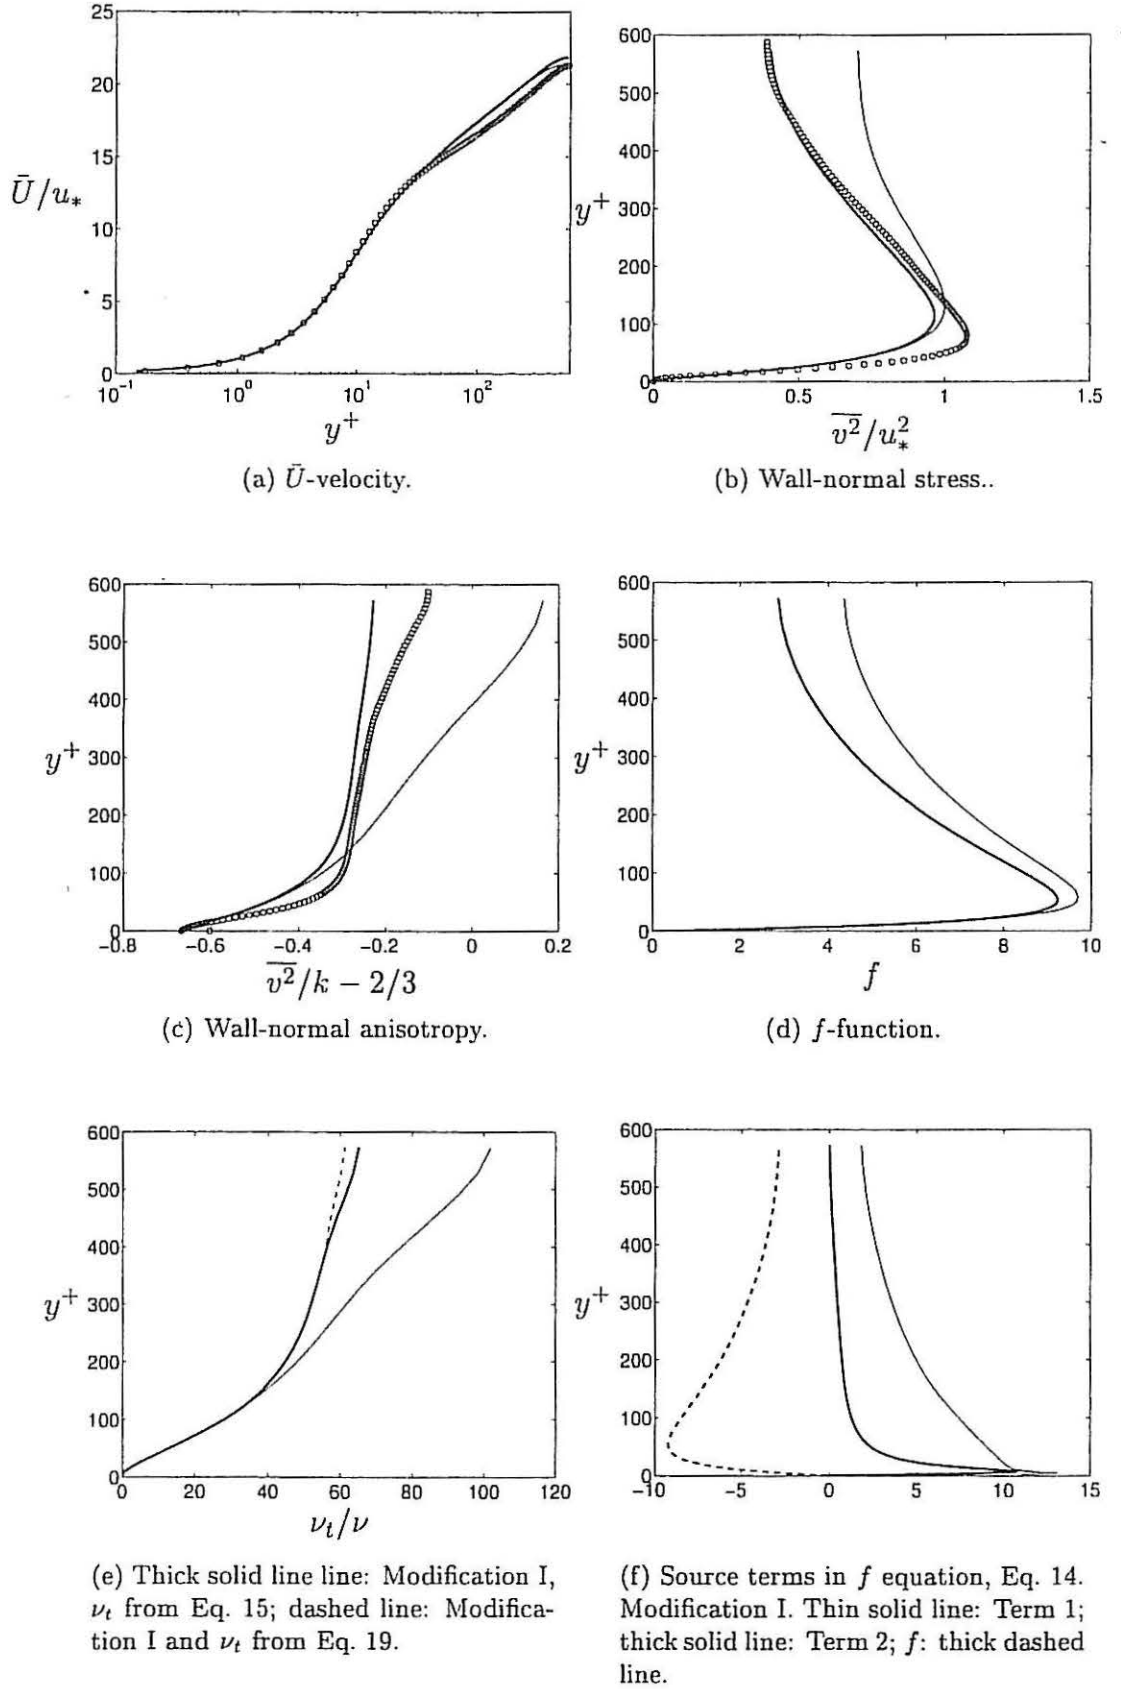 25
20
15
10
5
0
10⁻¹ 10⁰ 10¹ 10²
Ū/u*
y⁺
(a) Ū-velocity.
600
500
400
300
200
100
0
0 0.5 1 1.5
y⁺
v²/u*²
(b) Wall-normal stress..
600
500
400
300
200
100
0
-0.8 -0.6 -0.4 -0.2 0 0.2
y⁺
v²/k − 2/3
(c) Wall-normal anisotropy.
600
500
400
300
200
100
0
0 2 4 6 8 10
y⁺
f
(d) f-function.
600
500
400
300
200
100
0
0 20 40 60 80 100 120
y⁺
νt/ν
(e) Thick solid line line: Modification I,
νt from Eq. 15; dashed line: Modifica-
tion I and νt from Eq. 19.
600
500
400
300
200
100
0
-10 -5 0 5 10 15
y⁺
(f) Source terms in f equation, Eq. 14.
Modification I. Thin solid line: Term 1;
thick solid line: Term 2; f: thick dashed
line.